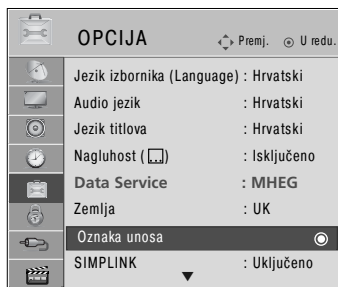 OPCIJA Premj. U redu.
Jezik izbornika (Language) : Hrvatski
Audio jezik : Hrvatski
Jezik titlova : Hrvatski
Nagluhost ( ) : Isključeno
Data Service : MHEG
Zemlja : UK
Oznaka unosa
SIMPLINK : Uključeno